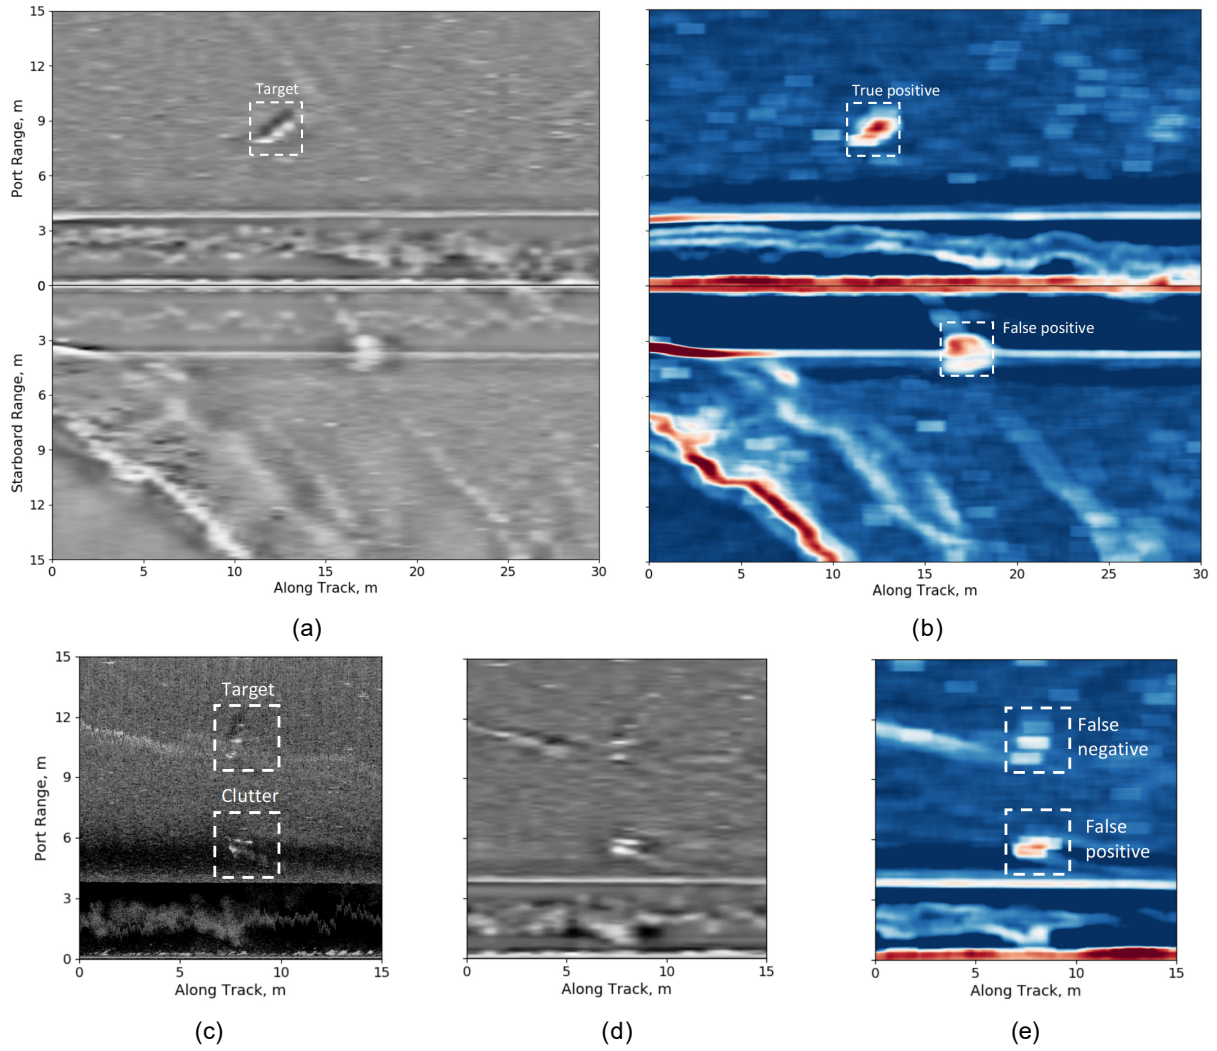 15
12
9
6
3
0
3
6
9
12
15
Port Range, m
Starboard Range, m
Target
0 5 10 15 20 25 30
Along Track, m
(a)
True positive
False positive
0 5 10 15 20 25 30
Along Track, m
(b)
15
12
9
6
3
0
Port Range, m
Target
Clutter
0 5 10 15
Along Track, m
(c)
0 5 10 15
Along Track, m
(d)
False
negative
False
positive
0 5 10 15
Along Track, m
(e)